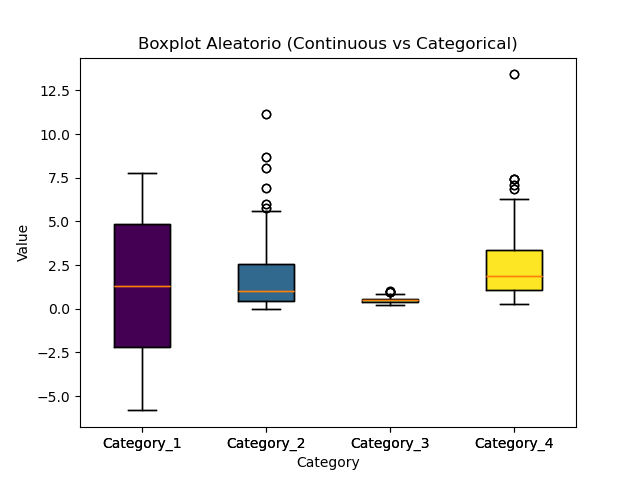 Boxplot Aleatorio (Continuous vs Categorical)
12.5
10.0
7.5
5.0
2.5
0.0
−2.5
−5.0
Value
Category_1 Category_2 Category_3 Category_4
Category